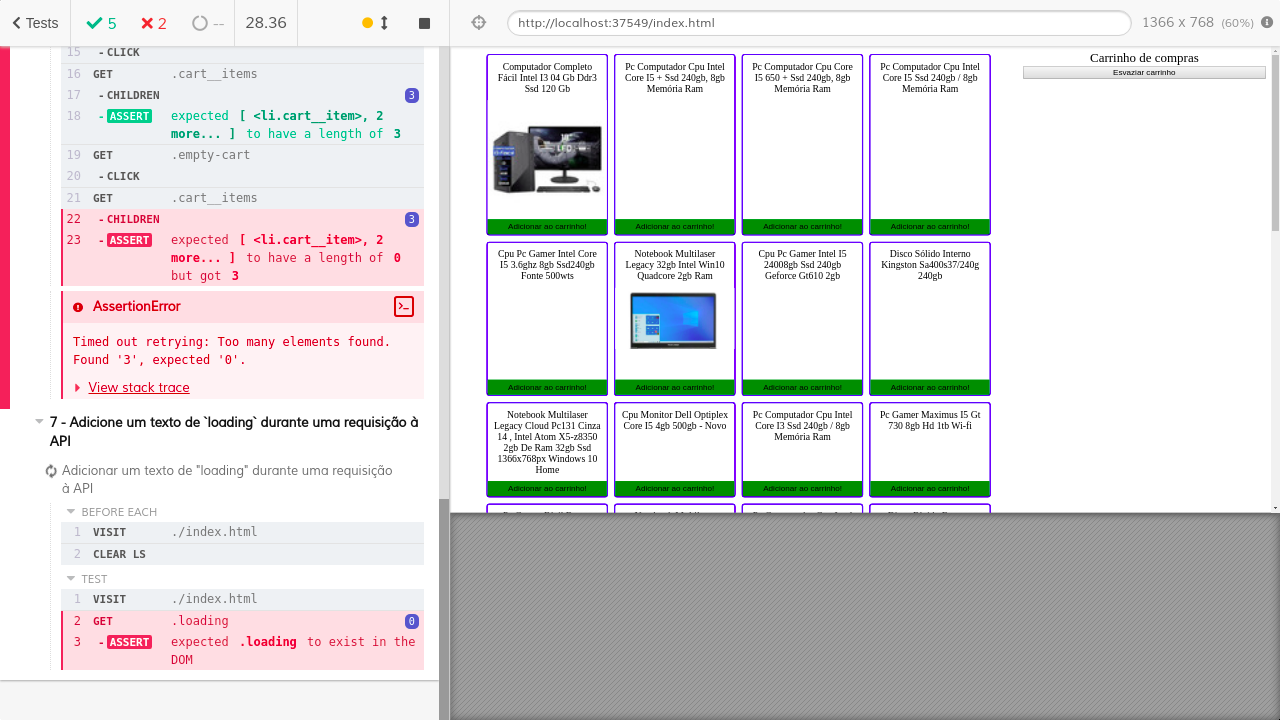 Tests
5
2
--
28.36
http://localhost:37549/index.html
1366 x 768 (60%)
15 - CLICK
16 GET .cart__items
17 - CHILDREN 3
18 - ASSERT expected [ <li.cart__item>, 2
more... ] to have a length of 3
19 GET .empty-cart
20 - CLICK
21 GET .cart__items
22 - CHILDREN 3
23 - ASSERT expected [ <li.cart__item>, 2
more... ] to have a length of 0
but got 3
AssertionError
Timed out retrying: Too many elements found.
Found '3', expected '0'.
View stack trace
7 - Adicione um texto de `loading` durante uma requisição à
API
Adicionar um texto de "loading" durante uma requisição
à API
BEFORE EACH
1 VISIT ./index.html
2 CLEAR LS
TEST
1 VISIT ./index.html
2 GET .loading 0
3 - ASSERT expected .loading to exist in the
DOM
Computador Completo
Fácil Intel I3 04 Gb Ddr3
Ssd 120 Gb
Adicionar ao carrinho!
Pc Computador Cpu Intel
Core I5 + Ssd 240gb, 8gb
Memória Ram
Adicionar ao carrinho!
Pc Computador Cpu Core
I5 650 + Ssd 240gb, 8gb
Memória Ram
Adicionar ao carrinho!
Pc Computador Cpu Intel
Core I5 Ssd 240gb / 8gb
Memória Ram
Adicionar ao carrinho!
Carrinho de compras
Esvaziar carrinho
Cpu Pc Gamer Intel Core
I5 3.6ghz 8gb Ssd240gb
Fonte 500wts
Adicionar ao carrinho!
Notebook Multilaser
Legacy 32gb Intel Win10
Quadcore 2gb Ram
Adicionar ao carrinho!
Cpu Pc Gamer Intel I5
24008gb Ssd 240gb
Geforce Gt610 2gb
Adicionar ao carrinho!
Disco Sólido Interno
Kingston Sa400s37/240g
240gb
Adicionar ao carrinho!
Notebook Multilaser
Legacy Cloud Pc131 Cinza
14 , Intel Atom X5-z8350
2gb De Ram 32gb Ssd
1366x768px Windows 10
Home
Adicionar ao carrinho!
Cpu Monitor Dell Optiplex
Core I5 4gb 500gb - Novo
Adicionar ao carrinho!
Pc Computador Cpu Intel
Core I3 Ssd 240gb / 8gb
Memória Ram
Adicionar ao carrinho!
Pc Gamer Maximus I5 Gt
730 8gb Hd 1tb Wi-fi
Adicionar ao carrinho!